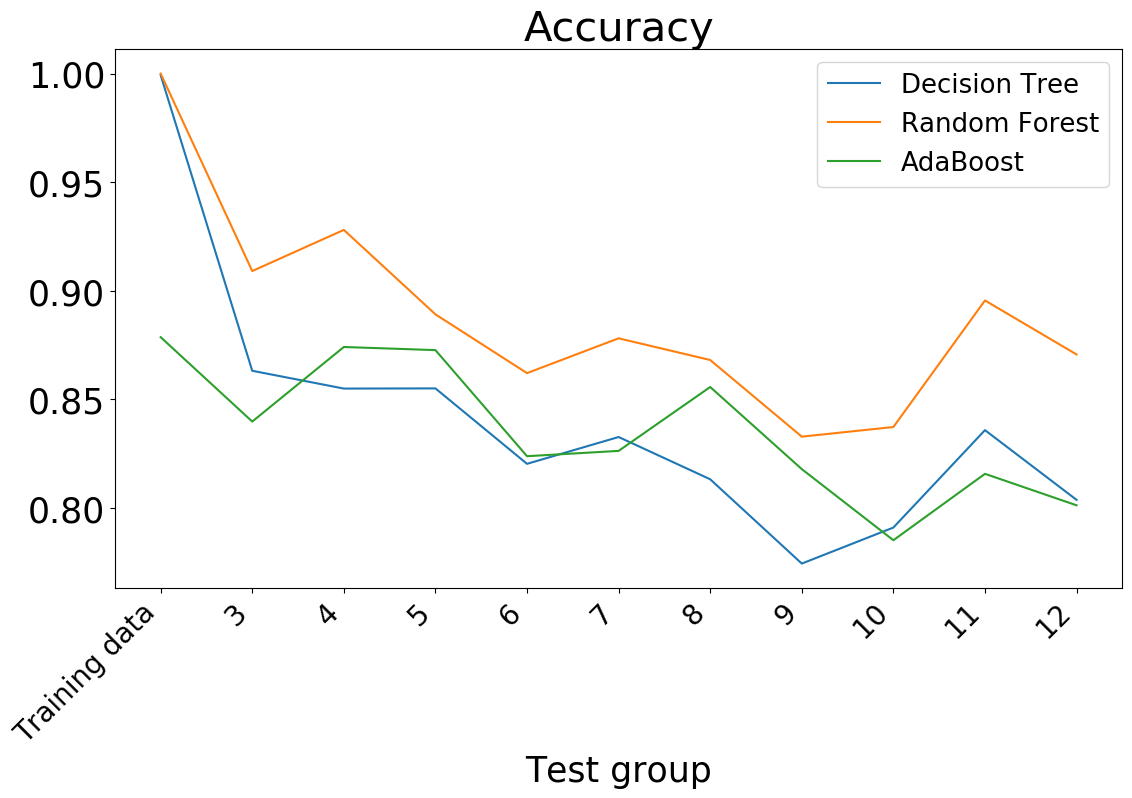 Accuracy
1.00
0.95
0.90
0.85
0.80
Decision Tree
Random Forest
AdaBoost
Training data
3
4
5
6
7
8
9
10
11
12
Test group